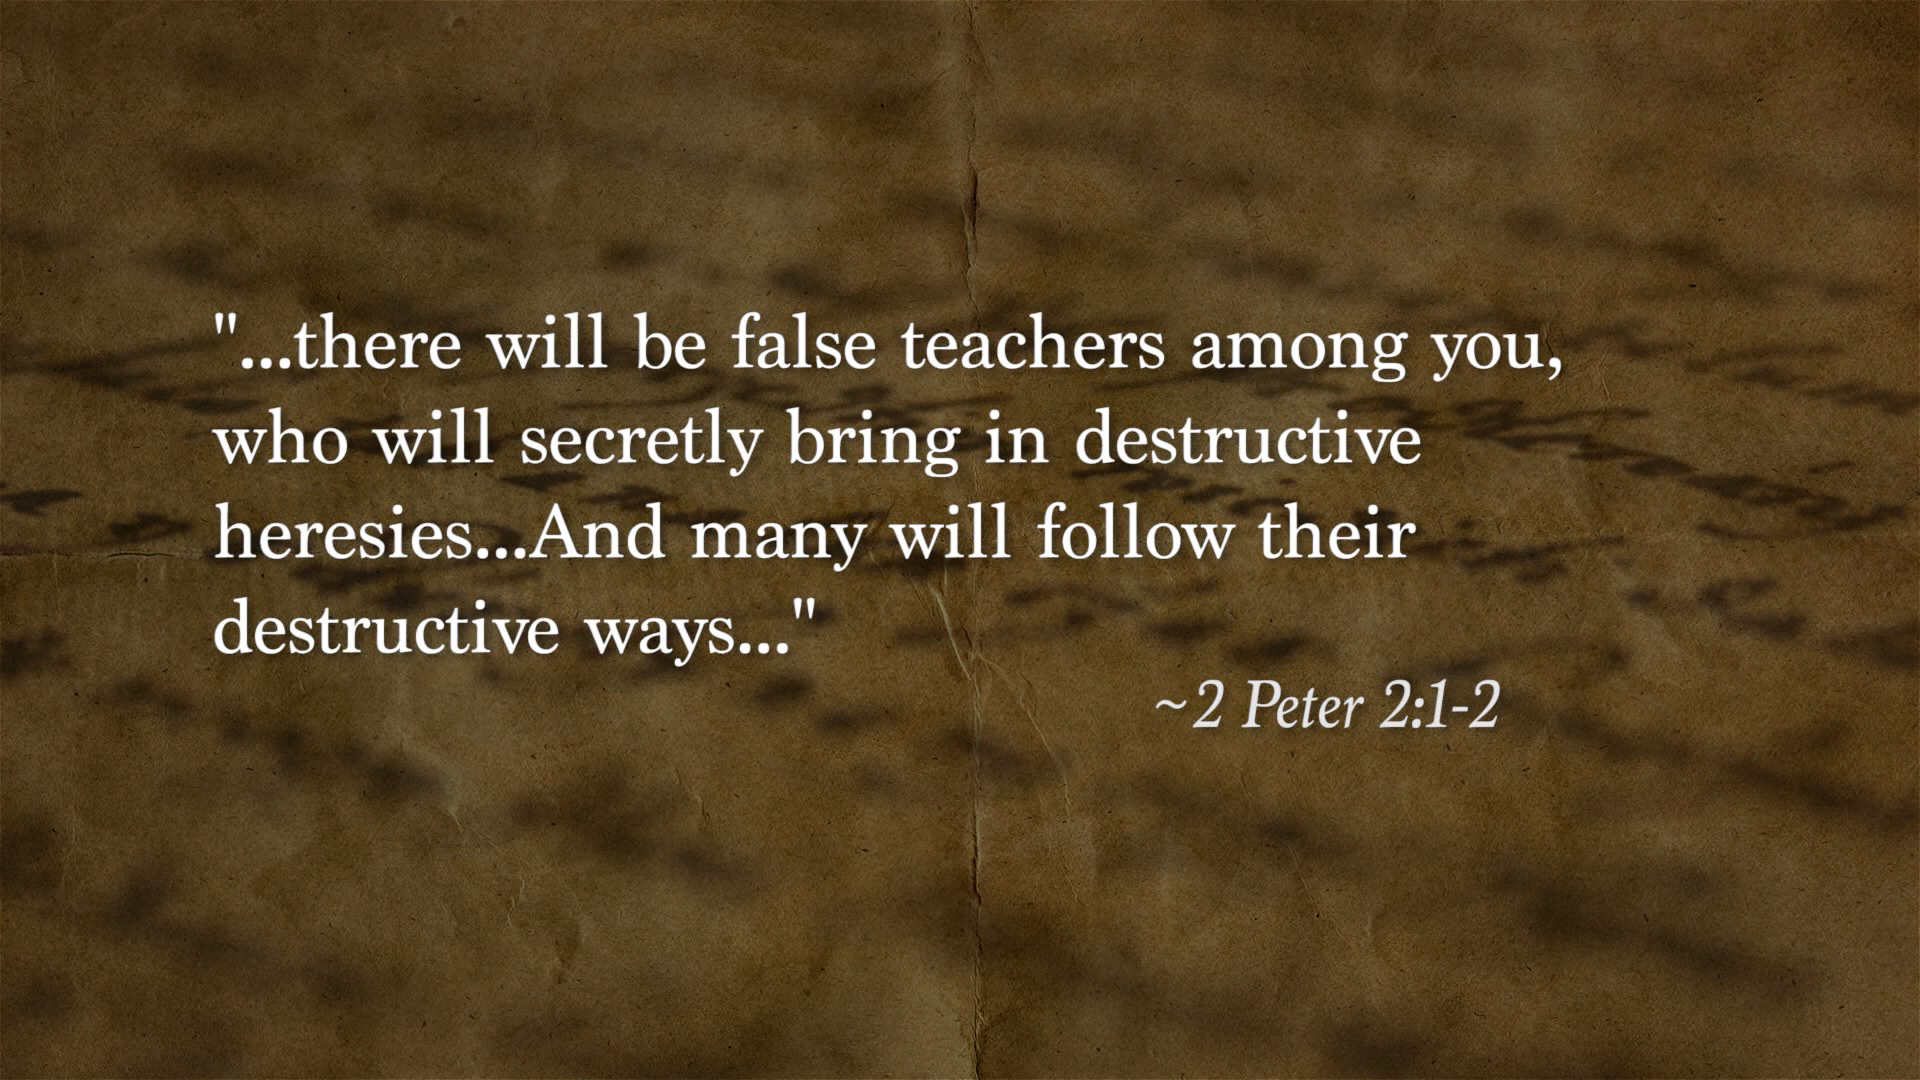 "...there will be false teachers among you,
who will secretly bring in destructive
heresies...And many will follow their
destructive ways..."
~2 Peter 2:1-2